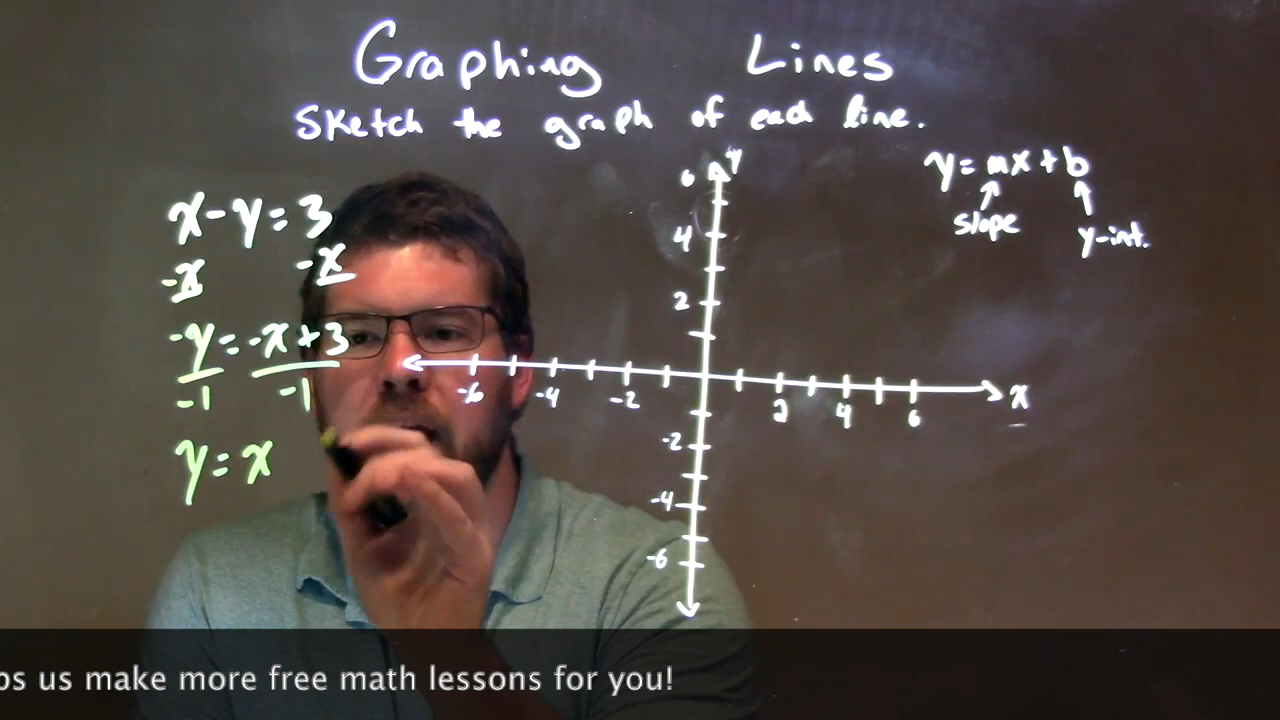 Graphing Lines
Sketch the graph of each line.
y = mx + b
slope
y-int.
x - y = 3
-x -x
-y = -x + 3
-1 -1
y = x
y
6
4
2
-6 -4 -2 2 4 6 x
-2
-4
-6
us make more free math lessons for you!